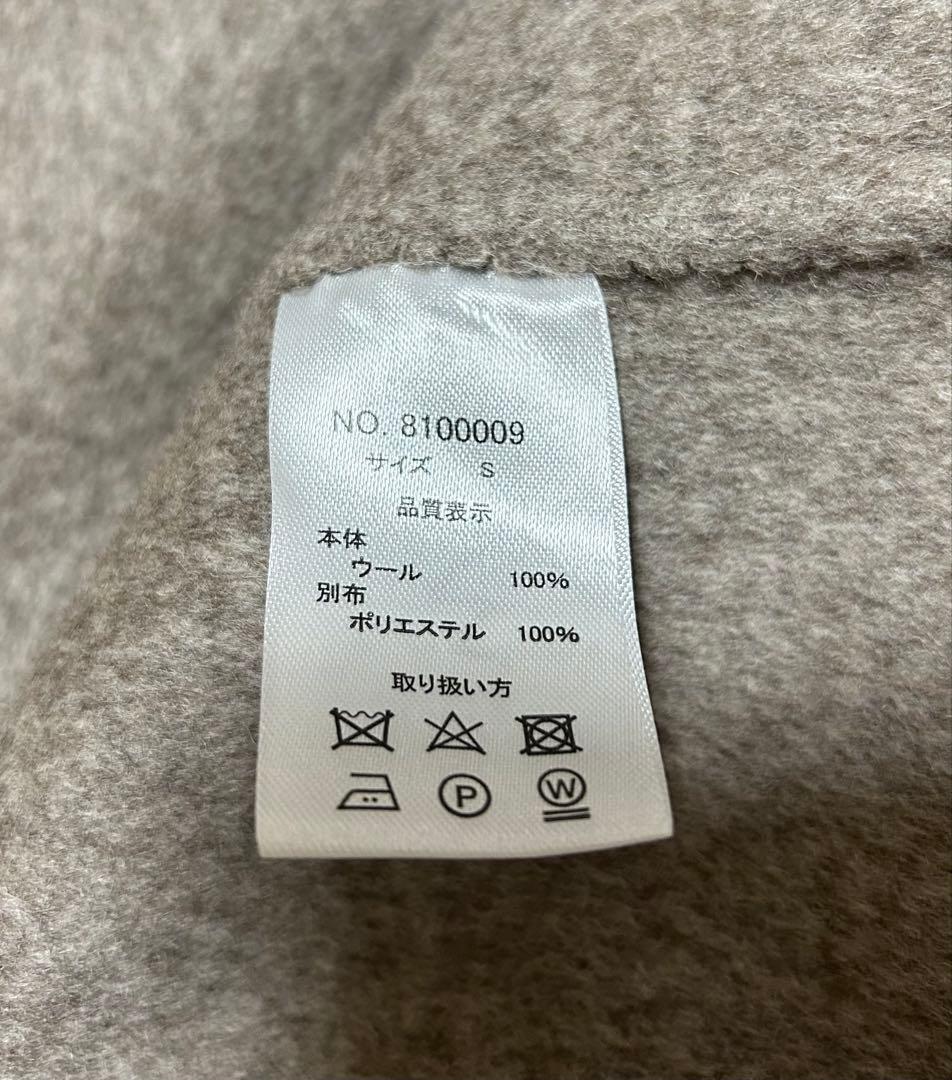 NO. 8100009
サイズ S
品質表示
本体
ウール 100%
別布
ポリエステル 100%
取り扱い方
P W